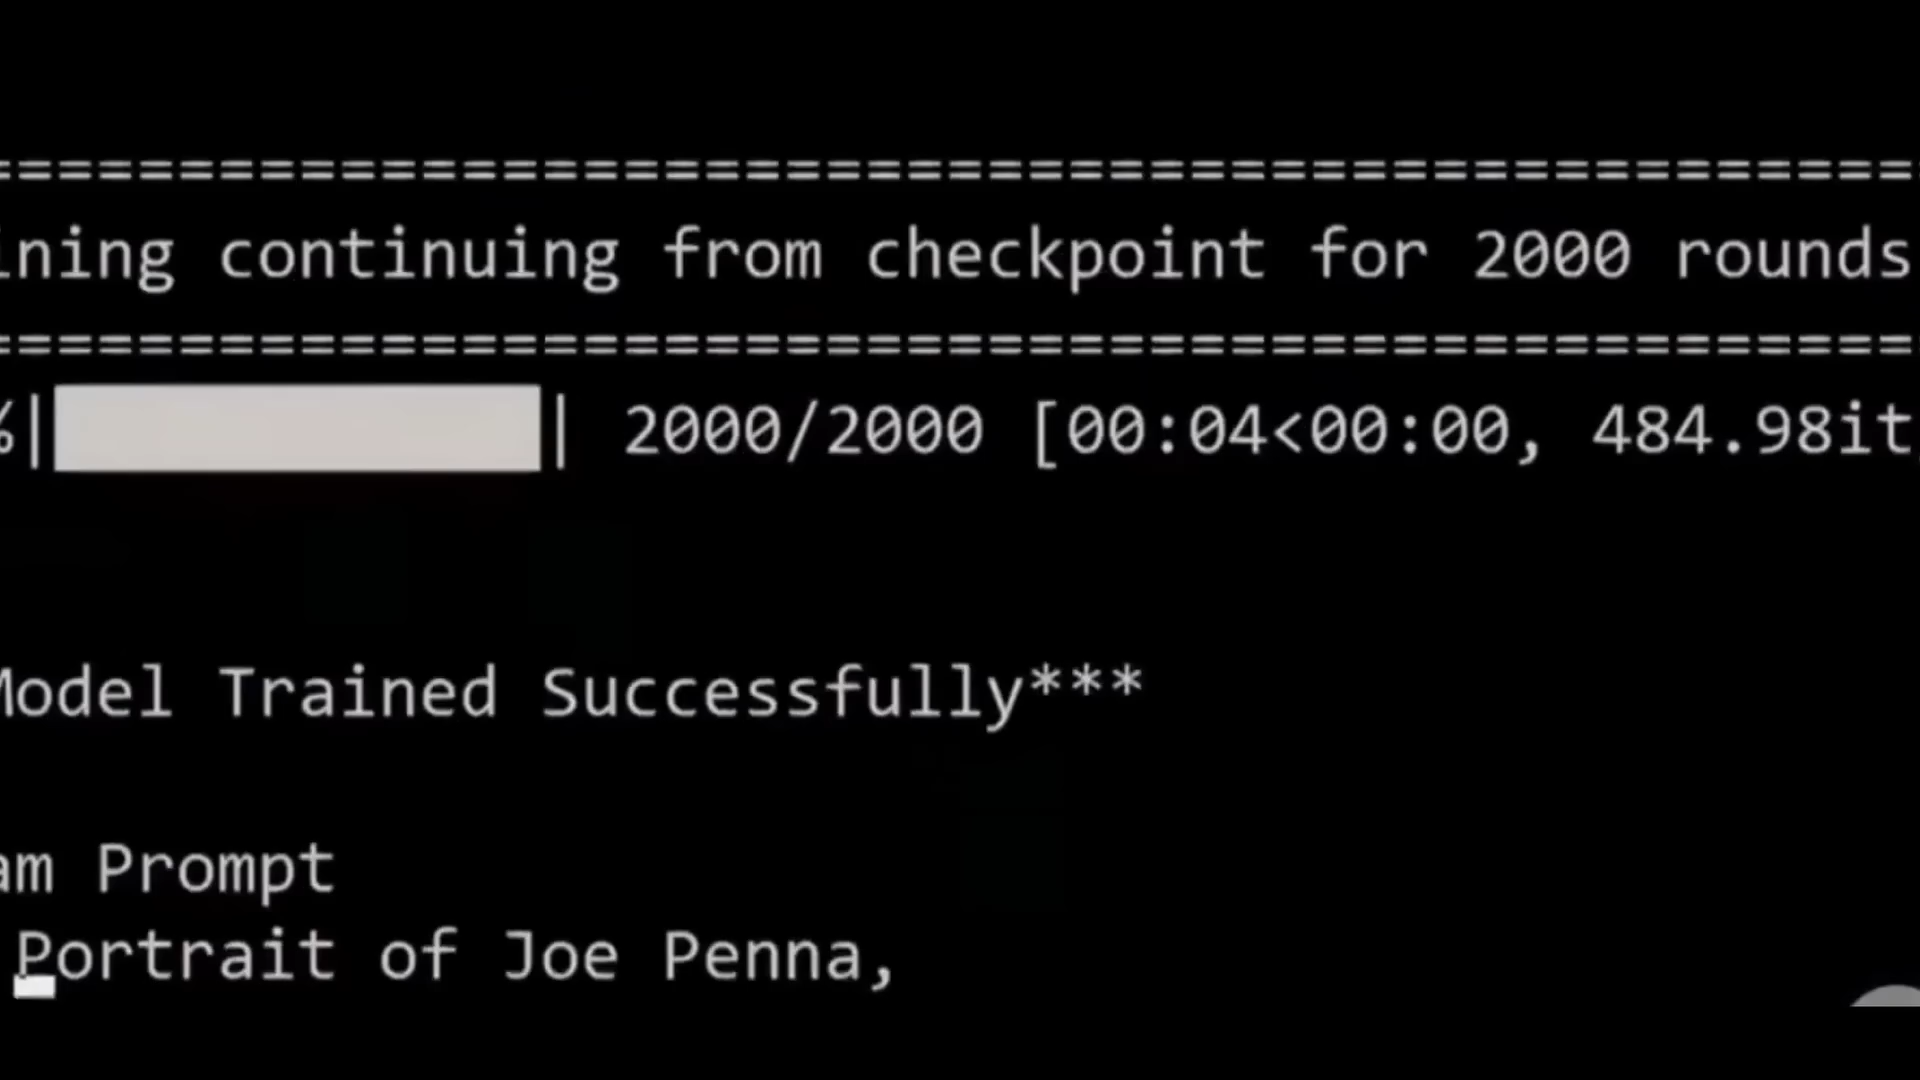 ==============================================
ining continuing from checkpoint for 2000 rounds
==============================================
%| | 2000/2000 [00:04<00:00, 484.98it
Model Trained Successfully***
am Prompt
Portrait of Joe Penna,